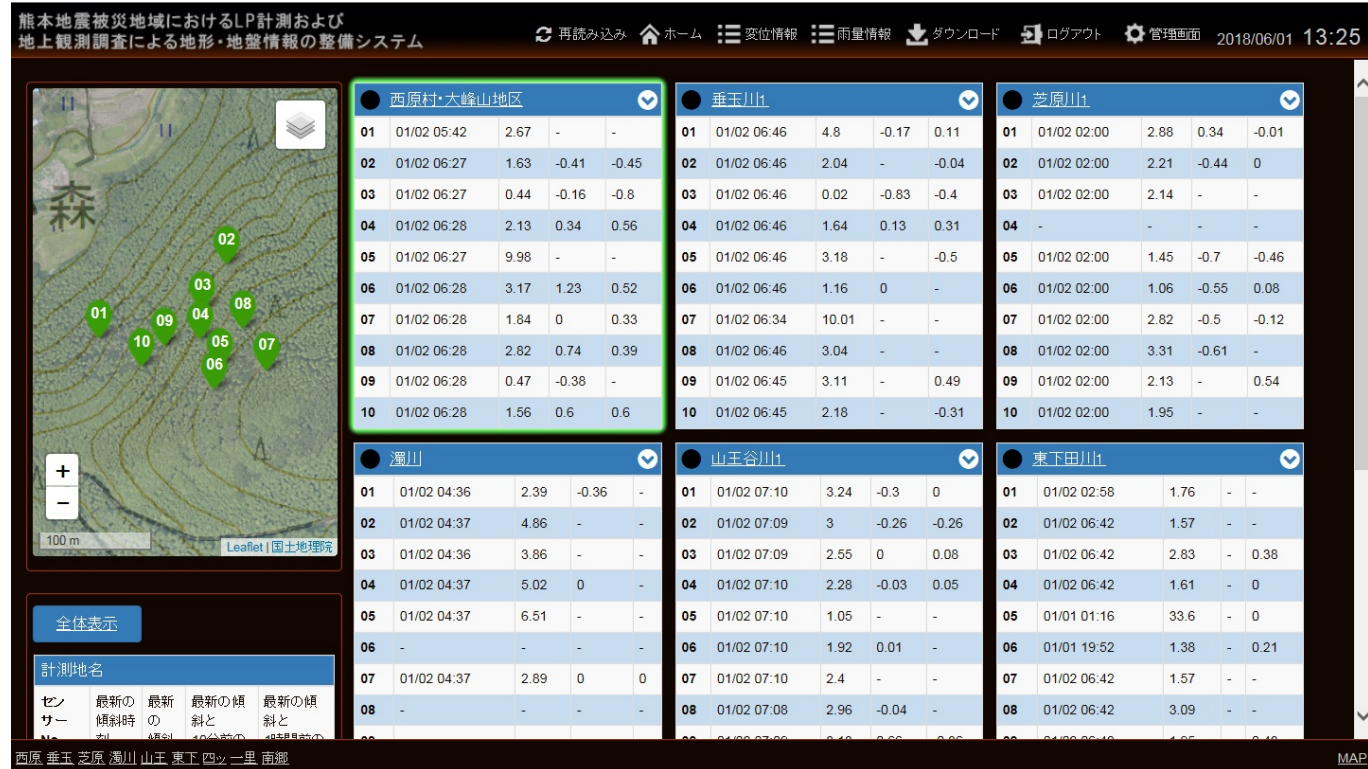 熊本地震被災地域におけるLP計測および
地上観測調査による地形・地盤情報の整備システム
再読み込み ホーム 変位情報 雨量情報 ダウンロード ログアウト 管理画面 2018/06/01 13:25
森
02
03
08
01
09
04
10
05
07
06
+
−
100 m
Leaflet | 国土地理院
西原村・大峰山地区
01 01/02 05:42 2.67 - -
02 01/02 06:27 1.63 -0.41 -0.45
03 01/02 06:27 0.44 -0.16 -0.8
04 01/02 06:28 2.13 0.34 0.56
05 01/02 06:27 9.98 - -
06 01/02 06:28 3.17 1.23 0.52
07 01/02 06:28 1.84 0 0.33
08 01/02 06:28 2.82 0.74 0.39
09 01/02 06:28 0.47 -0.38 -
10 01/02 06:28 1.56 0.6 0.6
垂玉川1
01 01/02 06:46 4.8 -0.17 0.11
02 01/02 06:46 2.04 - -0.04
03 01/02 06:46 0.02 -0.83 -0.4
04 01/02 06:46 1.64 0.13 0.31
05 01/02 06:46 3.18 - -0.5
06 01/02 06:46 1.16 0 -
07 01/02 06:34 10.01 - -
08 01/02 06:46 3.04 - -
09 01/02 06:45 3.11 - 0.49
10 01/02 06:45 2.18 - -0.31
芝原川1
01 01/02 02:00 2.88 0.34 -0.01
02 01/02 02:00 2.21 -0.44 0
03 01/02 02:00 2.14 - -
04 - - - -
05 01/02 02:00 1.45 -0.7 -0.46
06 01/02 02:00 1.06 -0.55 0.08
07 01/02 02:00 2.82 -0.5 -0.12
08 01/02 02:00 3.31 -0.61 -
09 01/02 02:00 2.13 - 0.54
10 01/02 02:00 1.95 - -
濁川
01 01/02 04:36 2.39 -0.36 -
02 01/02 04:37 4.86 - -
03 01/02 04:36 3.86 - -
04 01/02 04:37 5.02 0 -
05 01/02 04:37 6.51 - -
06 - - - -
07 01/02 04:37 2.89 0 0
08 - - - -
山王谷川1
01 01/02 07:10 3.24 -0.3 0
02 01/02 07:09 3 -0.26 -0.26
03 01/02 07:09 2.55 0 0.08
04 01/02 07:10 2.28 -0.03 0.05
05 01/02 07:10 1.05 - -
06 01/02 07:10 1.92 0.01 -
07 01/02 07:10 2.4 - -
08 01/02 07:08 2.96 -0.04 -
東下田川1
01 01/02 02:58 1.76 - -
02 01/02 06:42 1.57 - -
03 01/02 06:42 2.83 - 0.38
04 01/02 06:42 1.61 - 0
05 01/01 01:16 33.6 - 0
06 01/01 19:52 1.38 - 0.21
07 01/02 06:42 1.57 - -
08 01/02 06:42 3.09 - -
全体表示
計測地名
セン 最新の 最新 最新の傾 最新の傾
サー 傾斜時 の 斜と 斜と
西原 垂玉 芝原 濁川 山王 東下 四ッ 一里 南郷
MAP